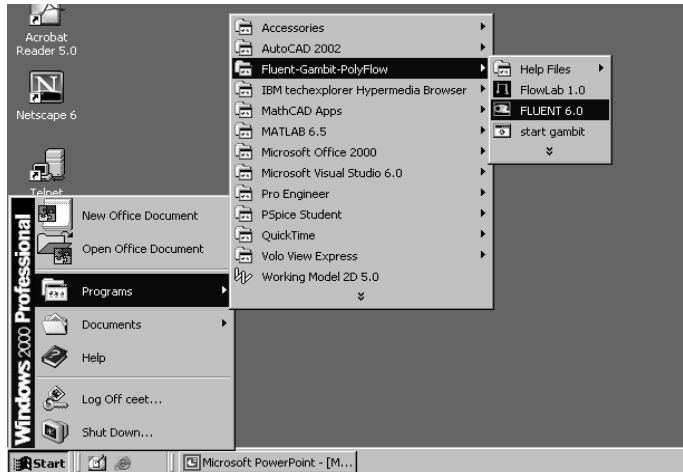 Acrobat
Reader 5.0
Netscape 6
Telnet
Windows 2000 Professional
New Office Document
Open Office Document
Programs
Documents
Help
Log Off ceet...
Shut Down...
Accessories
AutoCAD 2002
Fluent-Gambit-PolyFlow
IBM techexplorer Hypermedia Browser
MathCAD Apps
MATLAB 6.5
Microsoft Office 2000
Microsoft Visual Studio 6.0
Pro Engineer
PSpice Student
QuickTime
Volo View Express
Working Model 2D 5.0
Help Files
FlowLab 1.0
FLUENT 6.0
start gambit
Start
Microsoft PowerPoint - [M...